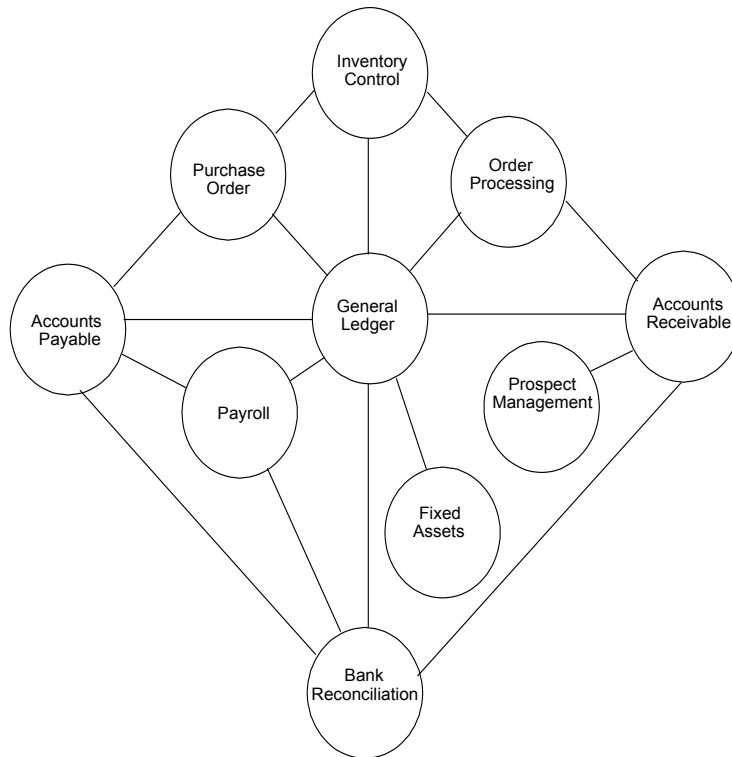 Inventory
Control
Purchase
Order
Order
Processing
General
Ledger
Accounts
Payable
Accounts
Receivable
Payroll
Prospect
Management
Fixed
Assets
Bank
Reconciliation